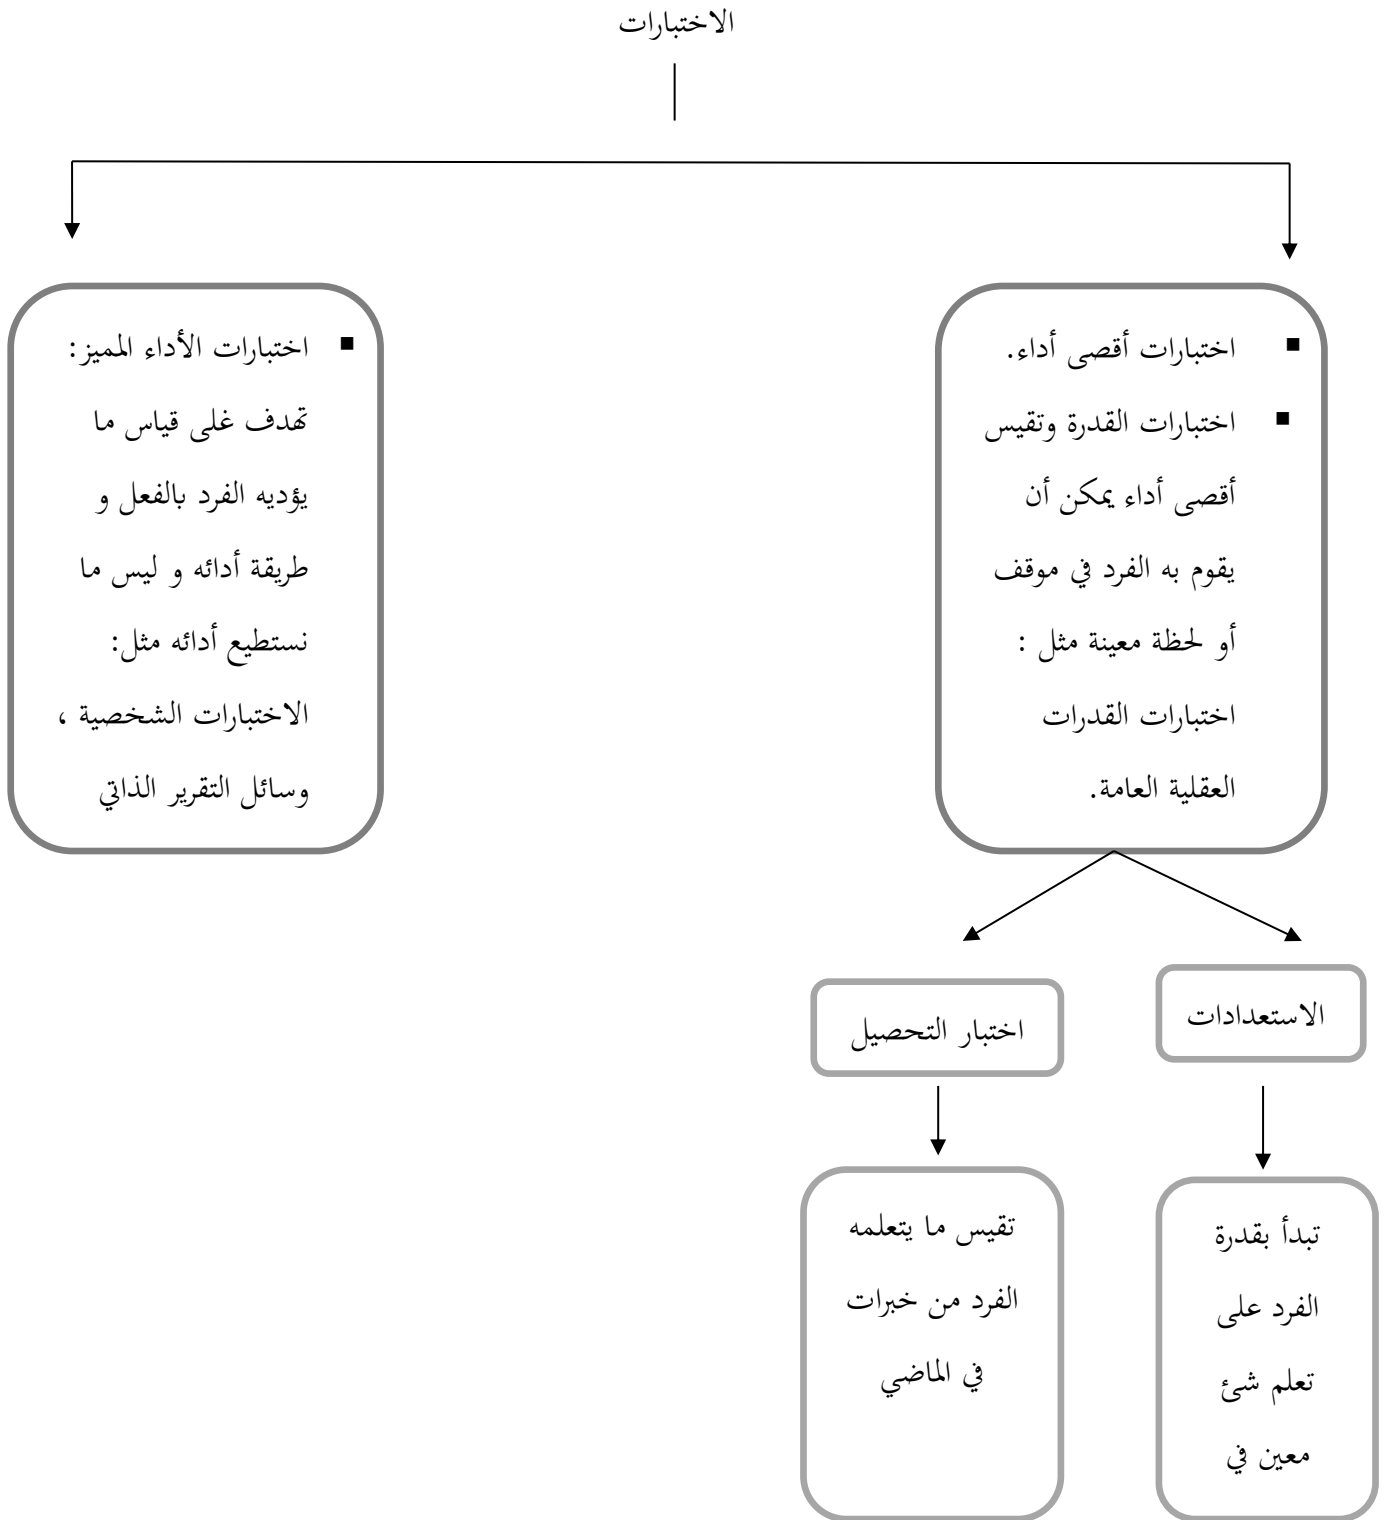 الاختبارات
▪ اختبارات أقصى أداء.
▪ اختبارات القدرة وتقيس
أقصى أداء يمكن أن
يقوم به الفرد في موقف
أو لحظة معينة مثل :
اختبارات القدرات
العقلية العامة.
▪ اختبارات الأداء المميز:
تهدف غلى قياس ما
يؤديه الفرد بالفعل و
طريقة أدائه و ليس ما
نستطيع أدائه مثل:
الاختبارات الشخصية ،
وسائل التقرير الذاتي
الاستعدادات
اختبار التحصيل
تبدأ بقدرة
الفرد على
تعلم شئ
معين في
تقيس ما يتعلمه
الفرد من خبرات
في الماضي